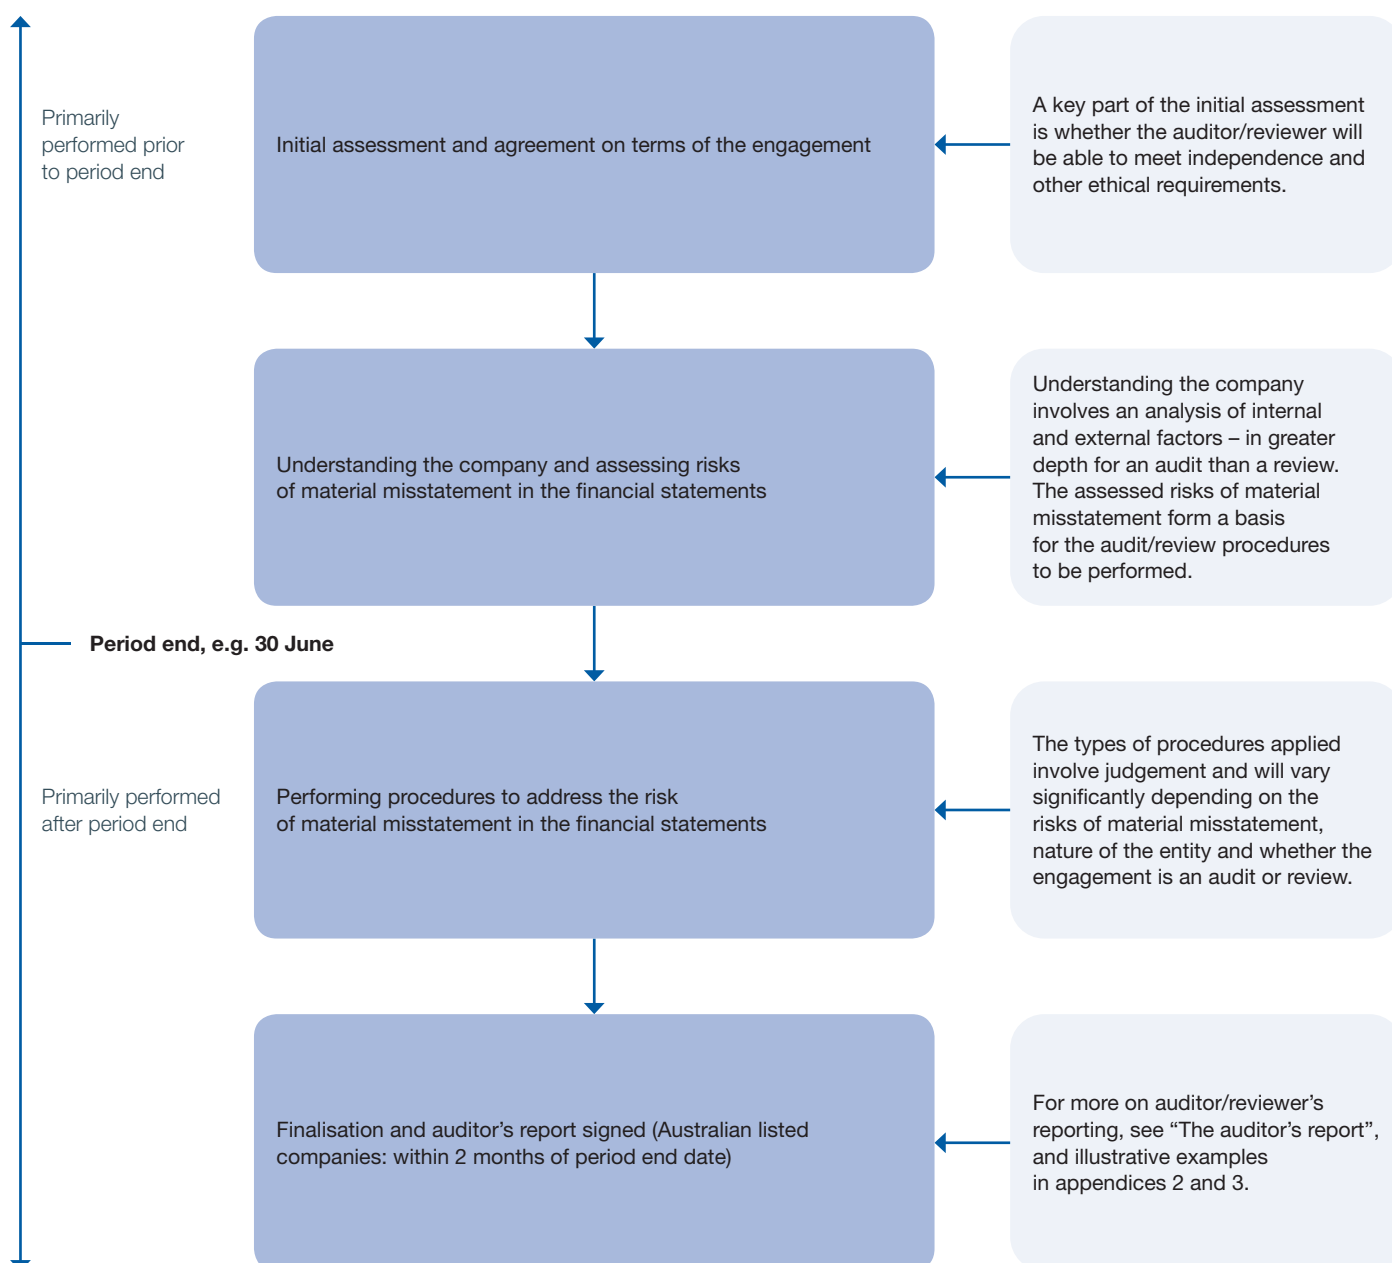 Primarily
performed prior
to period end
Initial assessment and agreement on terms of the engagement
A key part of the initial assessment
is whether the auditor/reviewer will
be able to meet independence and
other ethical requirements.
Understanding the company and assessing risks
of material misstatement in the financial statements
Understanding the company
involves an analysis of internal
and external factors – in greater
depth for an audit than a review.
The assessed risks of material
misstatement form a basis
for the audit/review procedures
to be performed.
Period end, e.g. 30 June
Primarily performed
after period end
Performing procedures to address the risk
of material misstatement in the financial statements
The types of procedures applied
involve judgement and will vary
significantly depending on the
risks of material misstatement,
nature of the entity and whether the
engagement is an audit or review.
Finalisation and auditor’s report signed (Australian listed
companies: within 2 months of period end date)
For more on auditor/reviewer’s
reporting, see “The auditor’s report”,
and illustrative examples
in appendices 2 and 3.